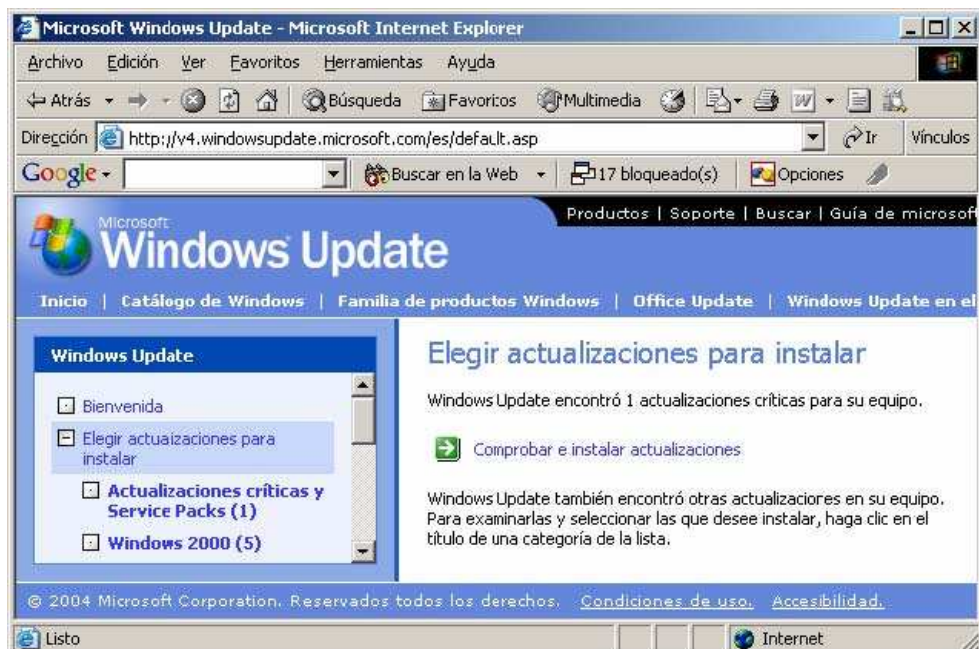 Microsoft Windows Update - Microsoft Internet Explorer
Archivo Edición Ver Favoritos Herramientas Ayuda
Atrás Búsqueda Favoritos Multimedia
Dirección http://v4.windowsupdate.microsoft.com/es/default.asp Ir Vínculos
Google Buscar en la Web 17 bloqueado(s) Opciones
Productos | Soporte | Buscar | Guía de microsof
Microsoft
Windows Update
Inicio | Catálogo de Windows | Familia de productos Windows | Office Update | Windows Update en el
Windows Update
Bienvenida
Elegir actuaizaciones para
instalar
Actualizaciones críticas y
Service Packs (1)
Windows 2000 (5)
Elegir actualizaciones para instalar
Windows Update encontró 1 actualizaciones críticas para su equipo.
Comprobar e instalar actualizaciones
Windows Update también encontró otras actualizaciones en su equipo.
Para examinarlas y seleccionar las que desee instalar, haga clic en el
título de una categoría de la lista.
© 2004 Microsoft Corporation. Reservados todos los derechos. Condiciones de uso. Accesibilidad.
Listo Internet